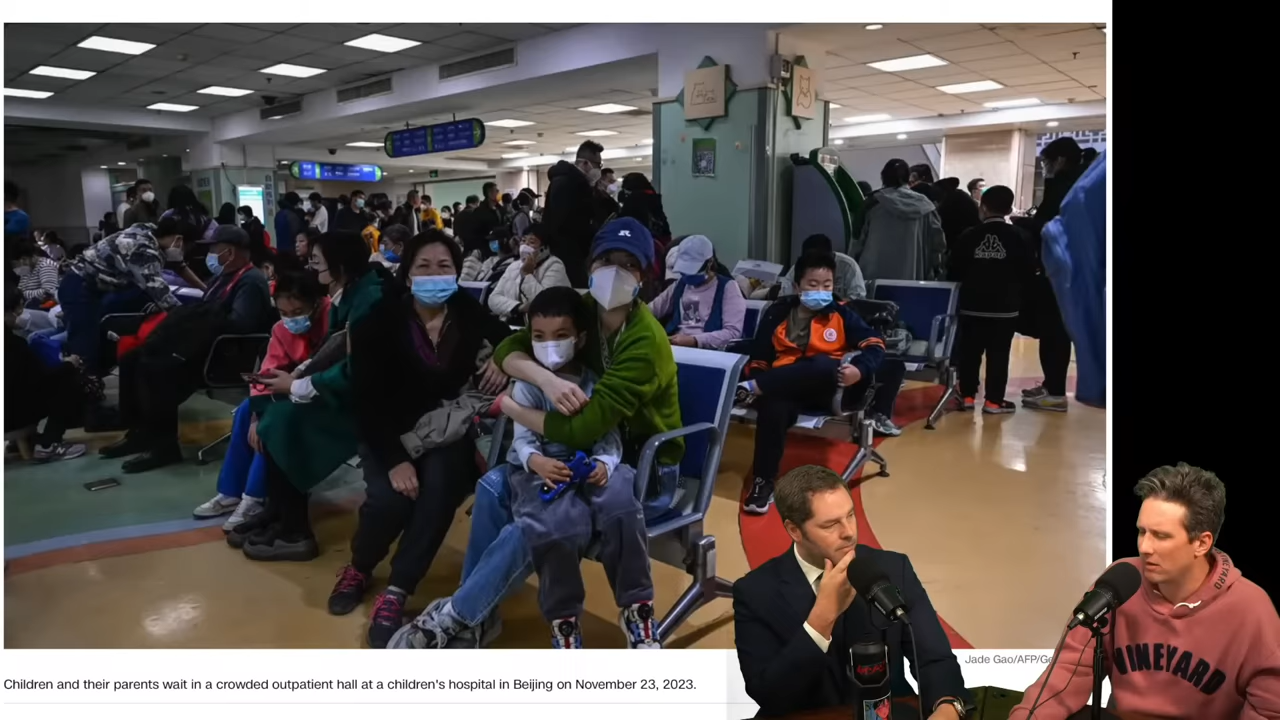 Kappa
Jade Gao/AFP/Ge
Children and their parents wait in a crowded outpatient hall at a children's hospital in Beijing on November 23, 2023.
VINEYARD